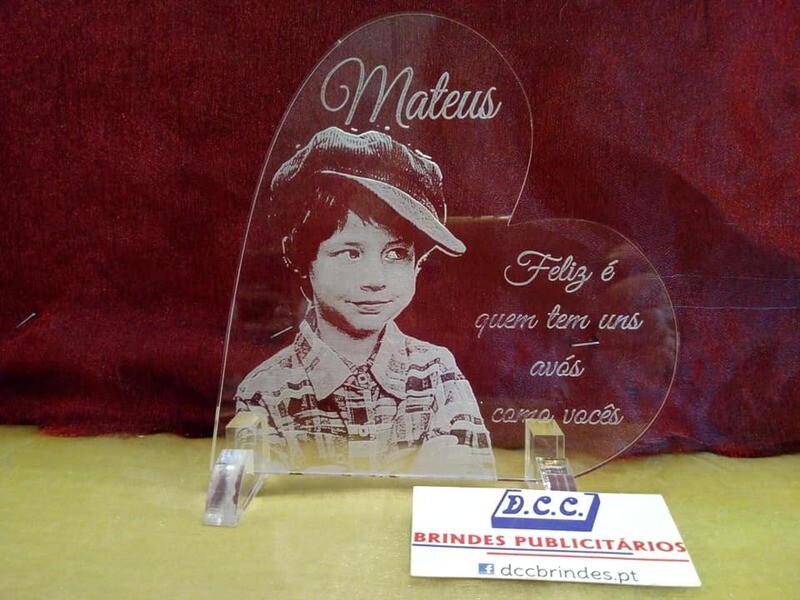 Mateus
Feliz é
quem tem uns
avós
como vocês
D.C.C.
BRINDES PUBLICITÁRIOS
dccbrindes.pt